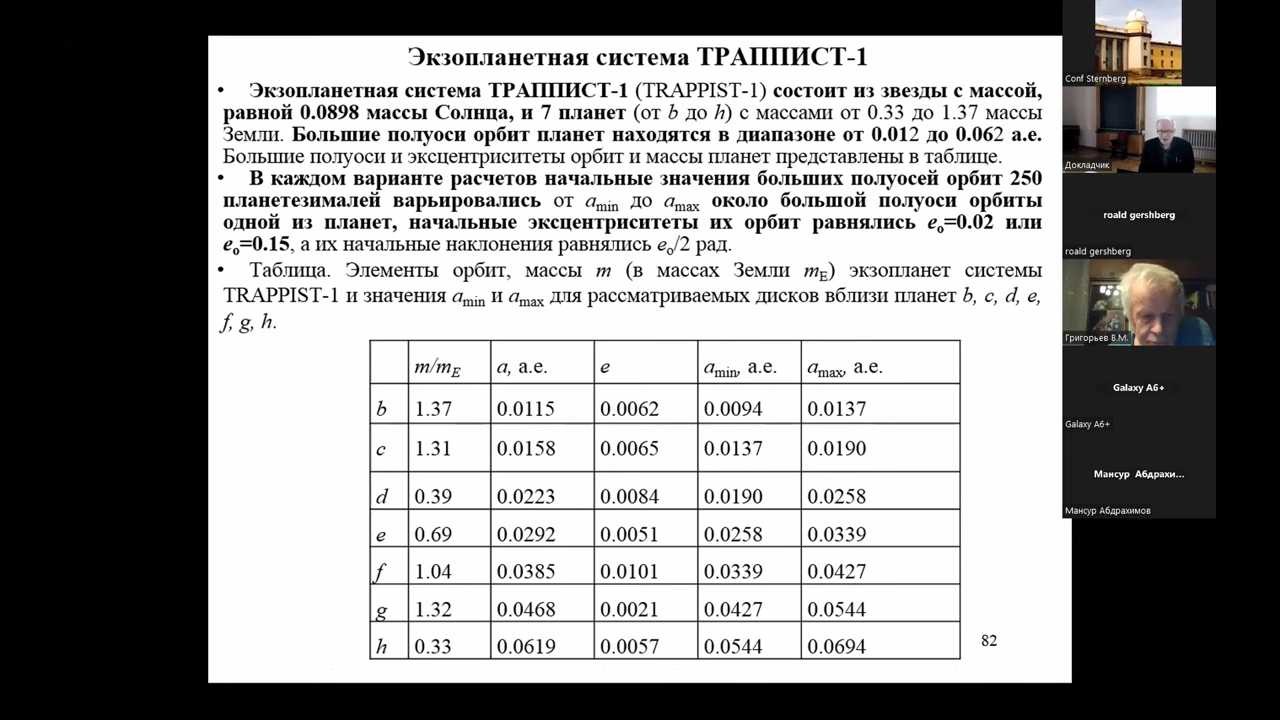 Экзопланетная система ТРАППИСТ-1
• Экзопланетная система ТРАППИСТ-1 (TRAPPIST-1) состоит из звезды с массой,
равной 0.0898 массы Солнца, и 7 планет (от b до h) с массами от 0.33 до 1.37 массы
Земли. Большие полуоси орбит планет находятся в диапазоне от 0.012 до 0.062 а.е.
Большие полуоси и эксцентриситеты орбит и массы планет представлены в таблице.
• В каждом варианте расчетов начальные значения больших полуосей орбит 250
планетезималей варьировались от amin до amax около большой полуоси орбиты
одной из планет, начальные эксцентриситеты их орбит равнялись eo=0.02 или
eo=0.15, а их начальные наклонения равнялись eo/2 рад.
• Таблица. Элементы орбит, массы m (в массах Земли mE) экзопланет системы
TRAPPIST-1 и значения amin и amax для рассматриваемых дисков вблизи планет b, c, d, e,
f, g, h.
m/mE a, а.е. e amin, а.е. amax, а.е.
b 1.37 0.0115 0.0062 0.0094 0.0137
c 1.31 0.0158 0.0065 0.0137 0.0190
d 0.39 0.0223 0.0084 0.0190 0.0258
e 0.69 0.0292 0.0051 0.0258 0.0339
f 1.04 0.0385 0.0101 0.0339 0.0427
g 1.32 0.0468 0.0021 0.0427 0.0544
h 0.33 0.0619 0.0057 0.0544 0.0694
82
Conf Sternberg
Докладчик
roald gershberg
roald gershberg
Григорьев В.М.
Galaxy A6+
Galaxy A6+
Мансур Абдрахи...
Мансур Абдрахимов